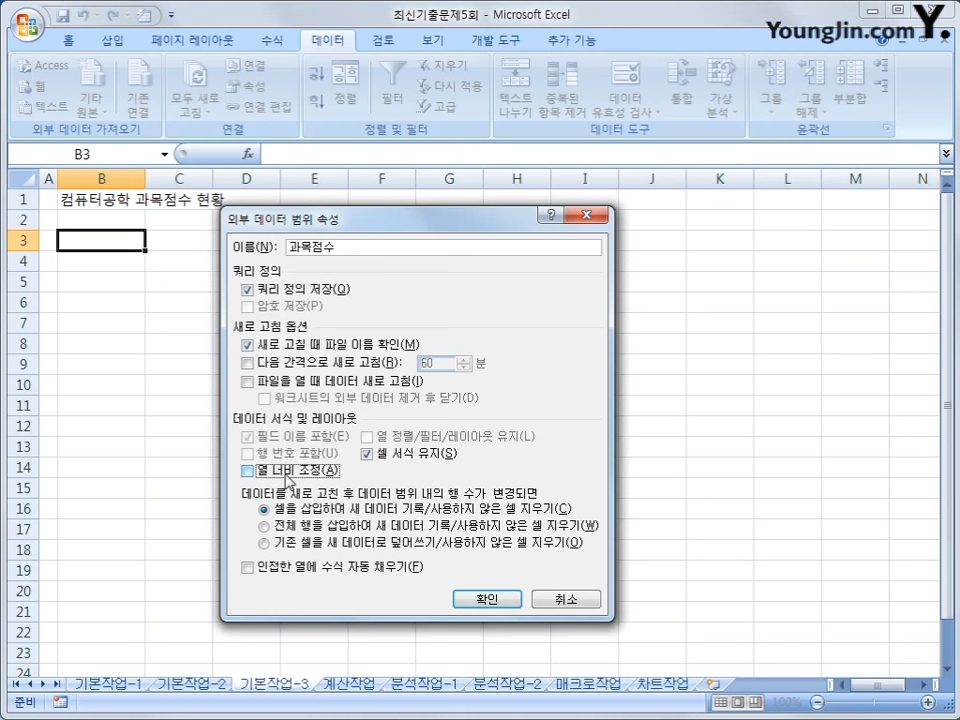 최신기출문제5회 - Microsoft Excel
YoungJin.com Y.
홈 삽입 페이지 레이아웃 수식 데이터 검토 보기 개발 도구 추가 기능
Access 웹 텍스트 기타 원본 기존 연결
모두 새로 고침 연결 속성 연결 편집
정렬 필터 지우기 다시 적용 고급
텍스트 나누기 중복된 항목 제거 데이터 유효성 검사 통합 가상 분석
그룹 그룹 해제 부분합
외부 데이터 가져오기 연결 정렬 및 필터 데이터 도구 윤곽선
B3 fx
A B C D E F G H I J K L M N
1 컴퓨터공학 과목점수 현황
2
3
4
5
6
7
8
9
10
11
12
13
14
15
16
17
18
19
20
21
22
23
24
외부 데이터 범위 속성
이름(N): 과목점수
쿼리 정의
쿼리 정의 저장(Q)
암호 저장(P)
새로 고침 옵션
새로 고칠 때 파일 이름 확인(M)
다음 간격으로 새로 고침(R): 60 분
파일을 열 때 데이터 새로 고침(I)
워크시트의 외부 데이터 제거 후 닫기(D)
데이터 서식 및 레이아웃
필드 이름 포함(E) 열 정렬/필터/레이아웃 유지(L)
행 번호 포함(U) 셀 서식 유지(S)
열 너비 조정(A)
데이터를 새로 고친 후 데이터 범위 내의 행 수가 변경되면
셀을 삽입하여 새 데이터 기록/사용하지 않은 셀 지우기(C)
전체 행을 삽입하여 새 데이터 기록/사용하지 않은 셀 지우기(W)
기존 셀을 새 데이터로 덮어쓰기/사용하지 않은 셀 지우기(O)
인접한 열에 수식 자동 채우기(F)
확인 취소
기본작업-1 기본작업-2 기본작업-3 계산작업 분석작업-1 분석작업-2 매크로작업 차트작업
준비 100%